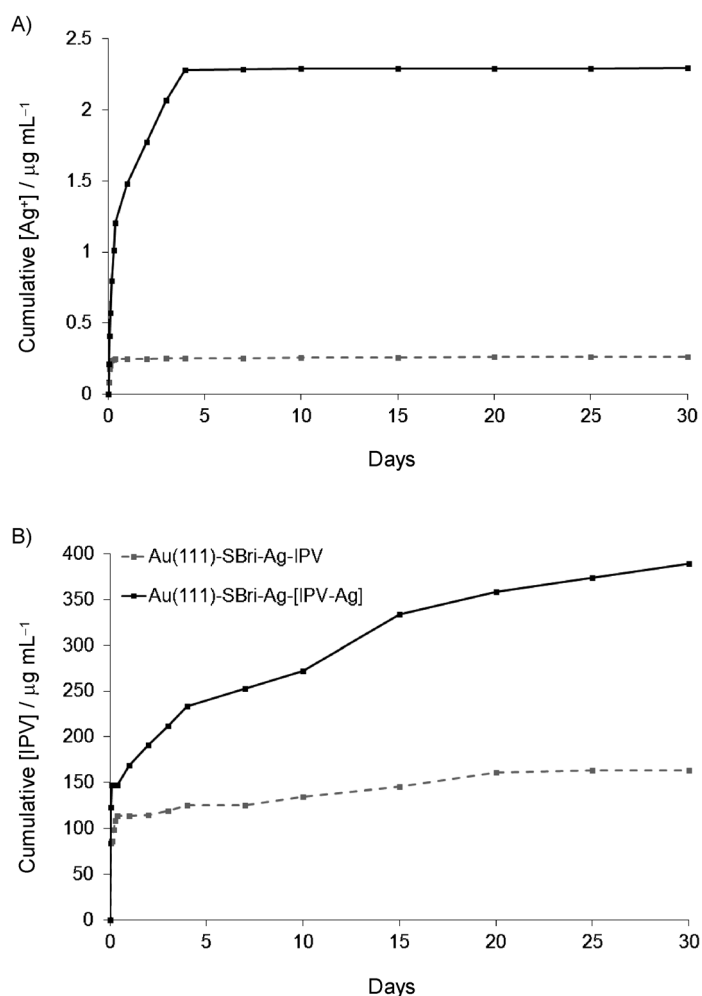 A)
2.5
2
1.5
1
0.5
0
Cumulative [Ag⁺] / µg mL⁻¹
0 5 10 15 20 25 30
Days
B)
400
350
300
250
200
150
100
50
0
Cumulative [IPV] / µg mL⁻¹
Au(111)-SBri-Ag-IPV
Au(111)-SBri-Ag-[IPV-Ag]
0 5 10 15 20 25 30
Days